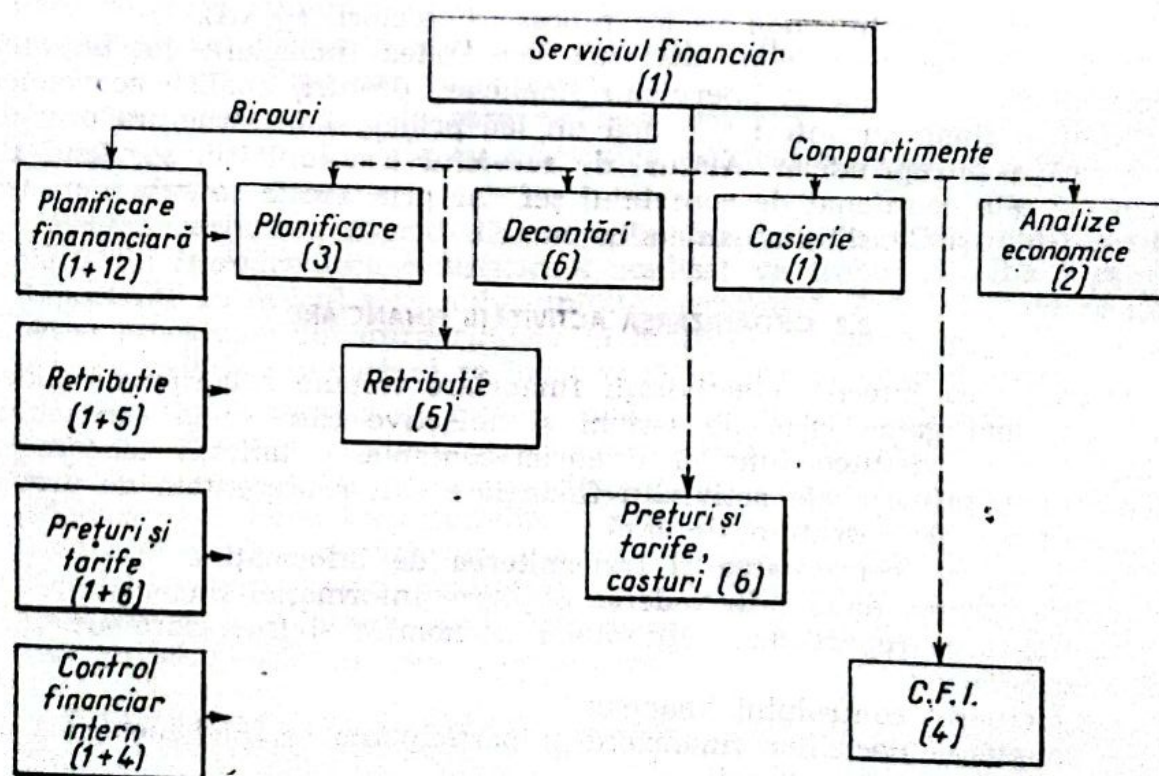 Serviciul financiar
(1)
Birouri
Compartimente
Planificare
finananciară
(1+12)
Planificare
(3)
Decontări
(6)
Casierie
(1)
Analize
economice
(2)
Retribuție
(1+5)
Retribuție
(5)
Prețuri și
tarife
(1+6)
Prețuri și
tarife,
costuri (6)
Control
financiar
intern
(1+4)
C.F.I.
(4)